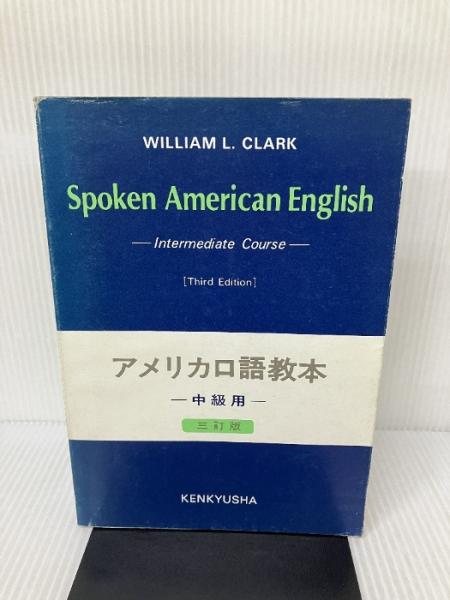 WILLIAM L. CLARK
Spoken American English
— Intermediate Course —
[Third Edition]
アメリカ口語教本
— 中級用 —
三訂版
KENKYUSHA